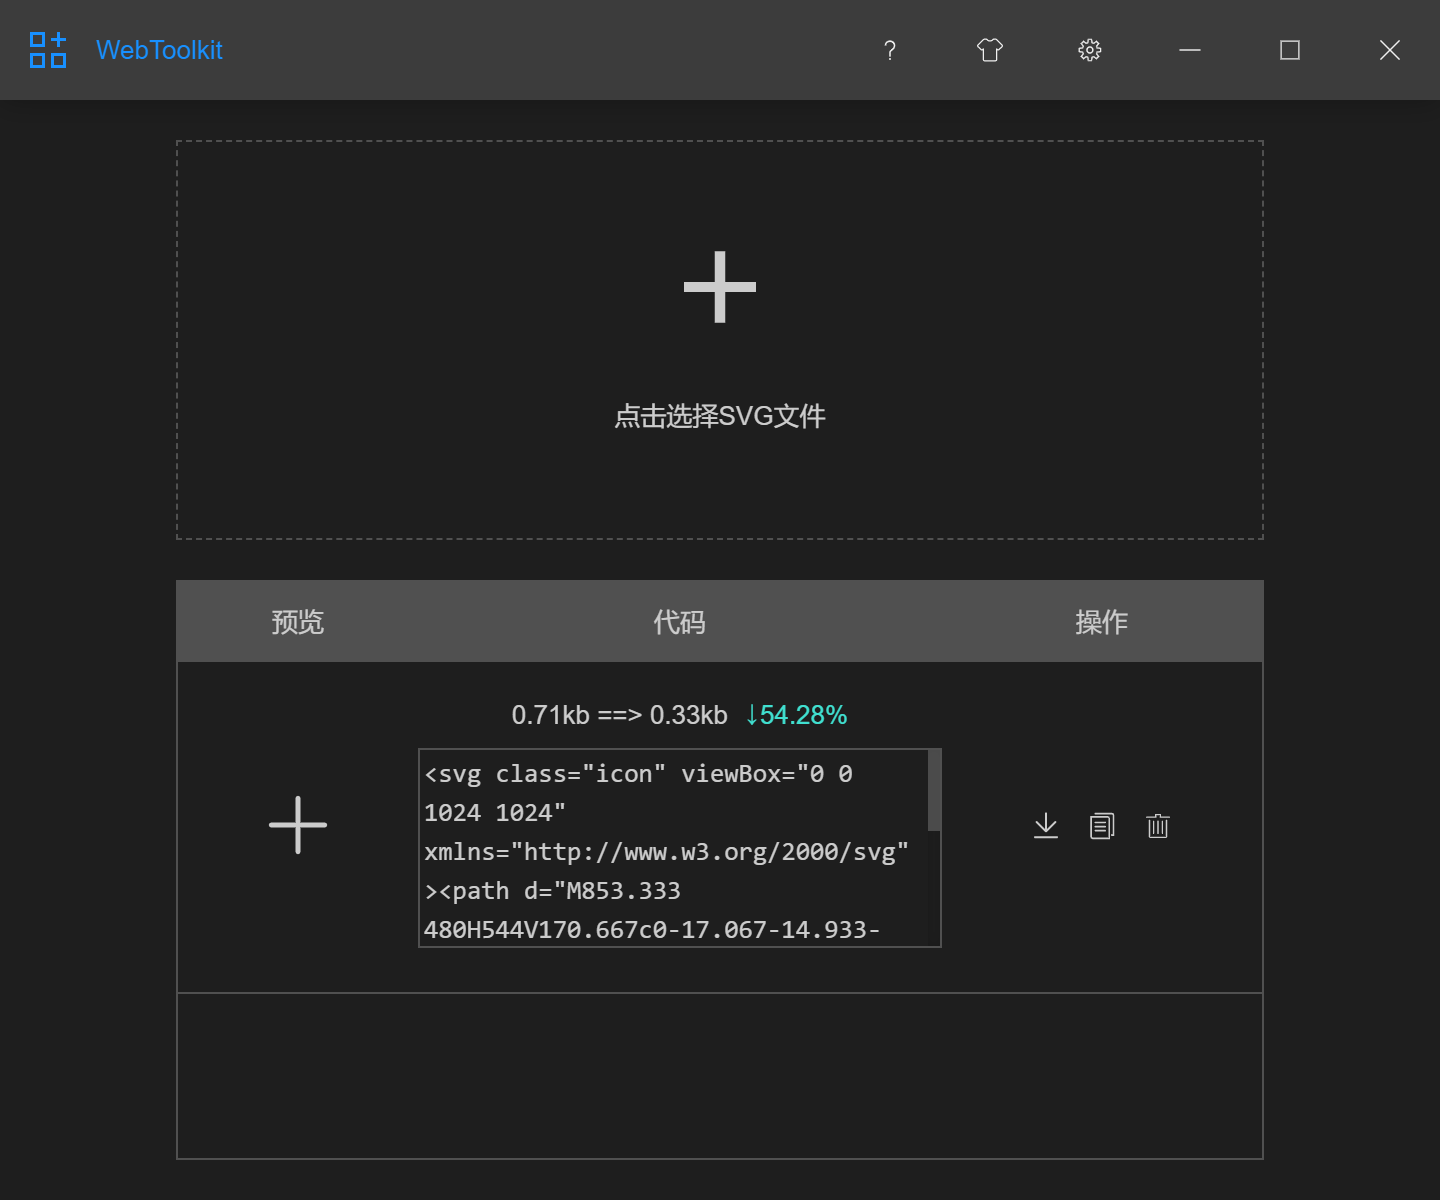 WebToolkit
点击选择SVG文件
预览 代码 操作
0.71kb ==> 0.33kb ↓54.28%
<svg class="icon" viewBox="0 0
1024 1024"
xmlns="http://www.w3.org/2000/svg"
><path d="M853.333
480H544V170.667c0-17.067-14.933-